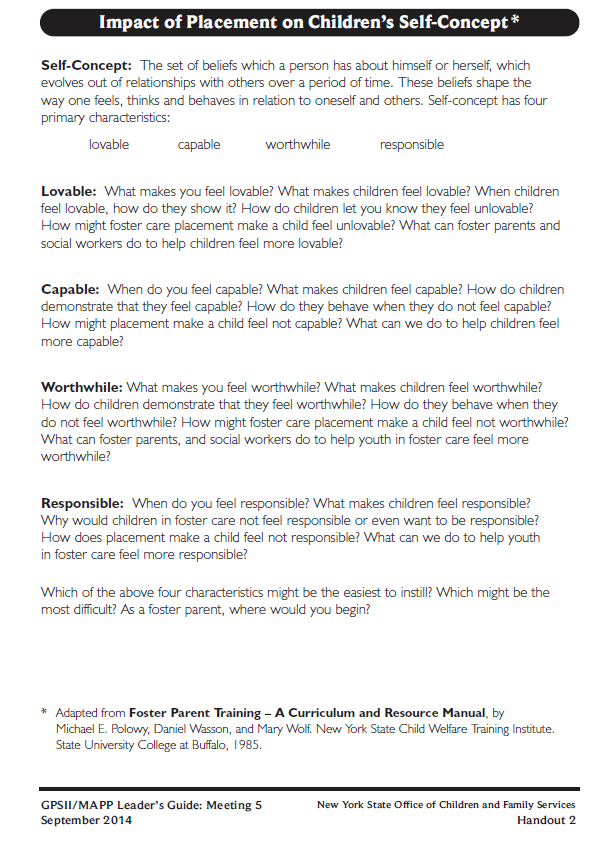 Impact of Placement on Children's Self-Concept*
Self-Concept: The set of beliefs which a person has about himself or herself, which
evolves out of relationships with others over a period of time. These beliefs shape the
way one feels, thinks and behaves in relation to oneself and others. Self-concept has four
primary characteristics:
lovable capable worthwhile responsible
Lovable: What makes you feel lovable? What makes children feel lovable? When children
feel lovable, how do they show it? How do children let you know they feel unlovable?
How might foster care placement make a child feel unlovable? What can foster parents and
social workers do to help children feel more lovable?
Capable: When do you feel capable? What makes children feel capable? How do children
demonstrate that they feel capable? How do they behave when they do not feel capable?
How might placement make a child feel not capable? What can we do to help children feel
more capable?
Worthwhile: What makes you feel worthwhile? What makes children feel worthwhile?
How do children demonstrate that they feel worthwhile? How do they behave when they
do not feel worthwhile? How might foster care placement make a child feel not worthwhile?
What can foster parents, and social workers do to help youth in foster care feel more
worthwhile?
Responsible: When do you feel responsible? What makes children feel responsible?
Why would children in foster care not feel responsible or even want to be responsible?
How does placement make a child feel not responsible? What can we do to help youth
in foster care feel more responsible?
Which of the above four characteristics might be the easiest to instill? Which might be the
most difficult? As a foster parent, where would you begin?
* Adapted from Foster Parent Training – A Curriculum and Resource Manual, by
Michael E. Polowy, Daniel Wasson, and Mary Wolf. New York State Child Welfare Training Institute.
State University College at Buffalo, 1985.
GPSII/MAPP Leader's Guide: Meeting 5 New York State Office of Children and Family Services
September 2014 Handout 2